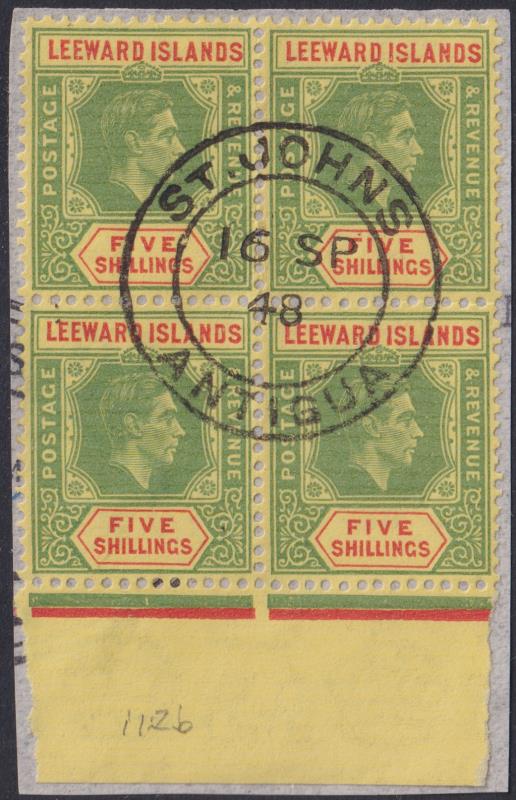 LEEWARD ISLANDS LEEWARD ISLANDS
POSTAGE & REVENUE POSTAGE & REVENUE
FIVE FIVE
SHILLINGS SHILLINGS
ST. JOHNS
16 SP
48
ANTIGUA
LEEWARD ISLANDS LEEWARD ISLANDS
POSTAGE & REVENUE POSTAGE & REVENUE
FIVE FIVE
SHILLINGS SHILLINGS
112b